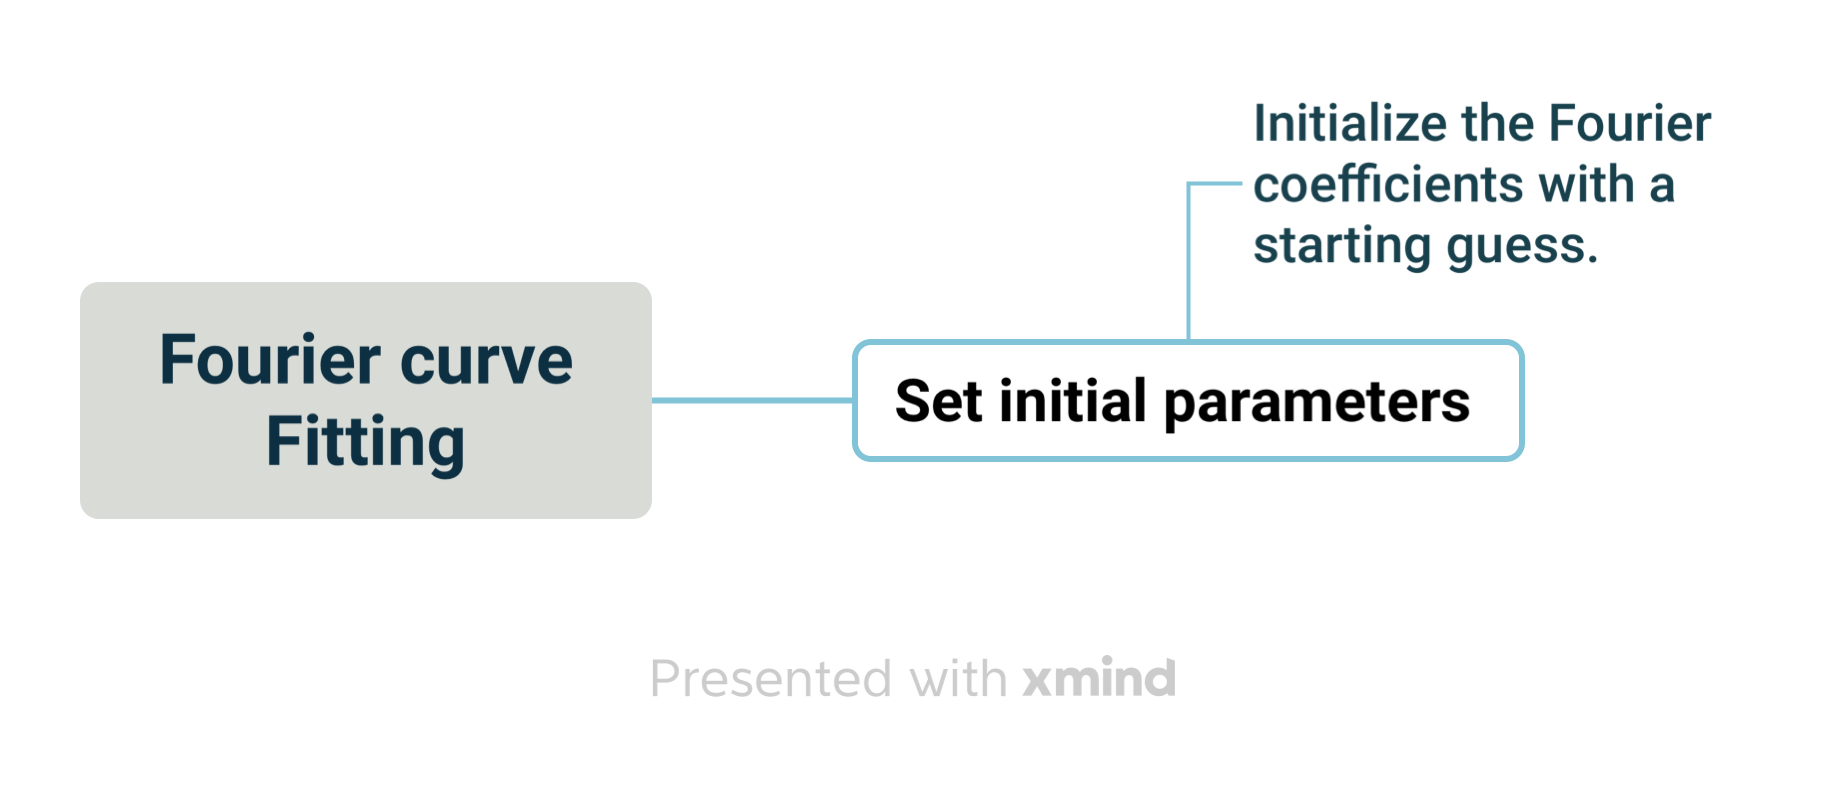 Initialize the Fourier
coefficients with a
starting guess.
Fourier curve
Fitting
Set initial parameters
Presented with xmind